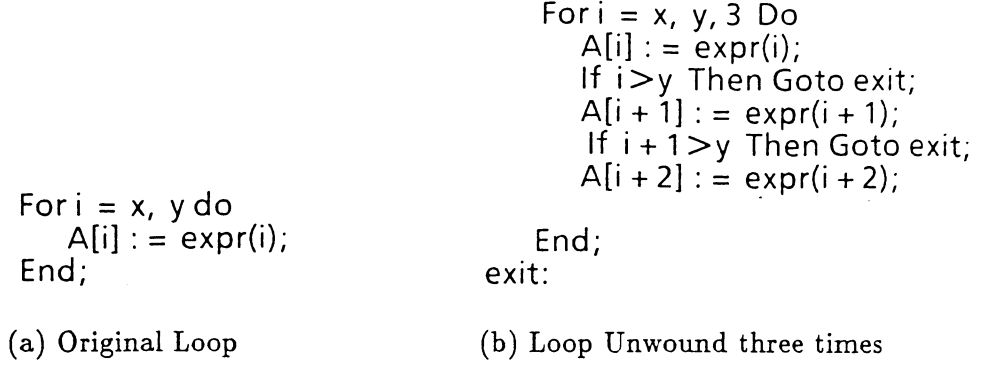 For i = x, y do
A[i] : = expr(i);
End;
(a) Original Loop
For i = x, y, 3 Do
A[i] : = expr(i);
If i>y Then Goto exit;
A[i + 1] : = expr(i + 1);
If i + 1>y Then Goto exit;
A[i + 2] : = expr(i + 2);
End;
exit:
(b) Loop Unwound three times